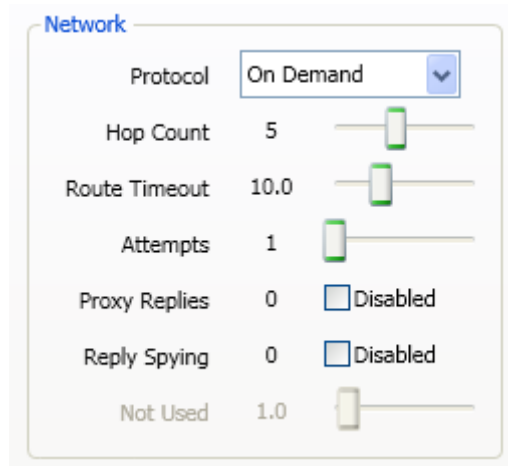 Network
Protocol On Demand
Hop Count 5
Route Timeout 10.0
Attempts 1
Proxy Replies 0 Disabled
Reply Spying 0 Disabled
Not Used 1.0